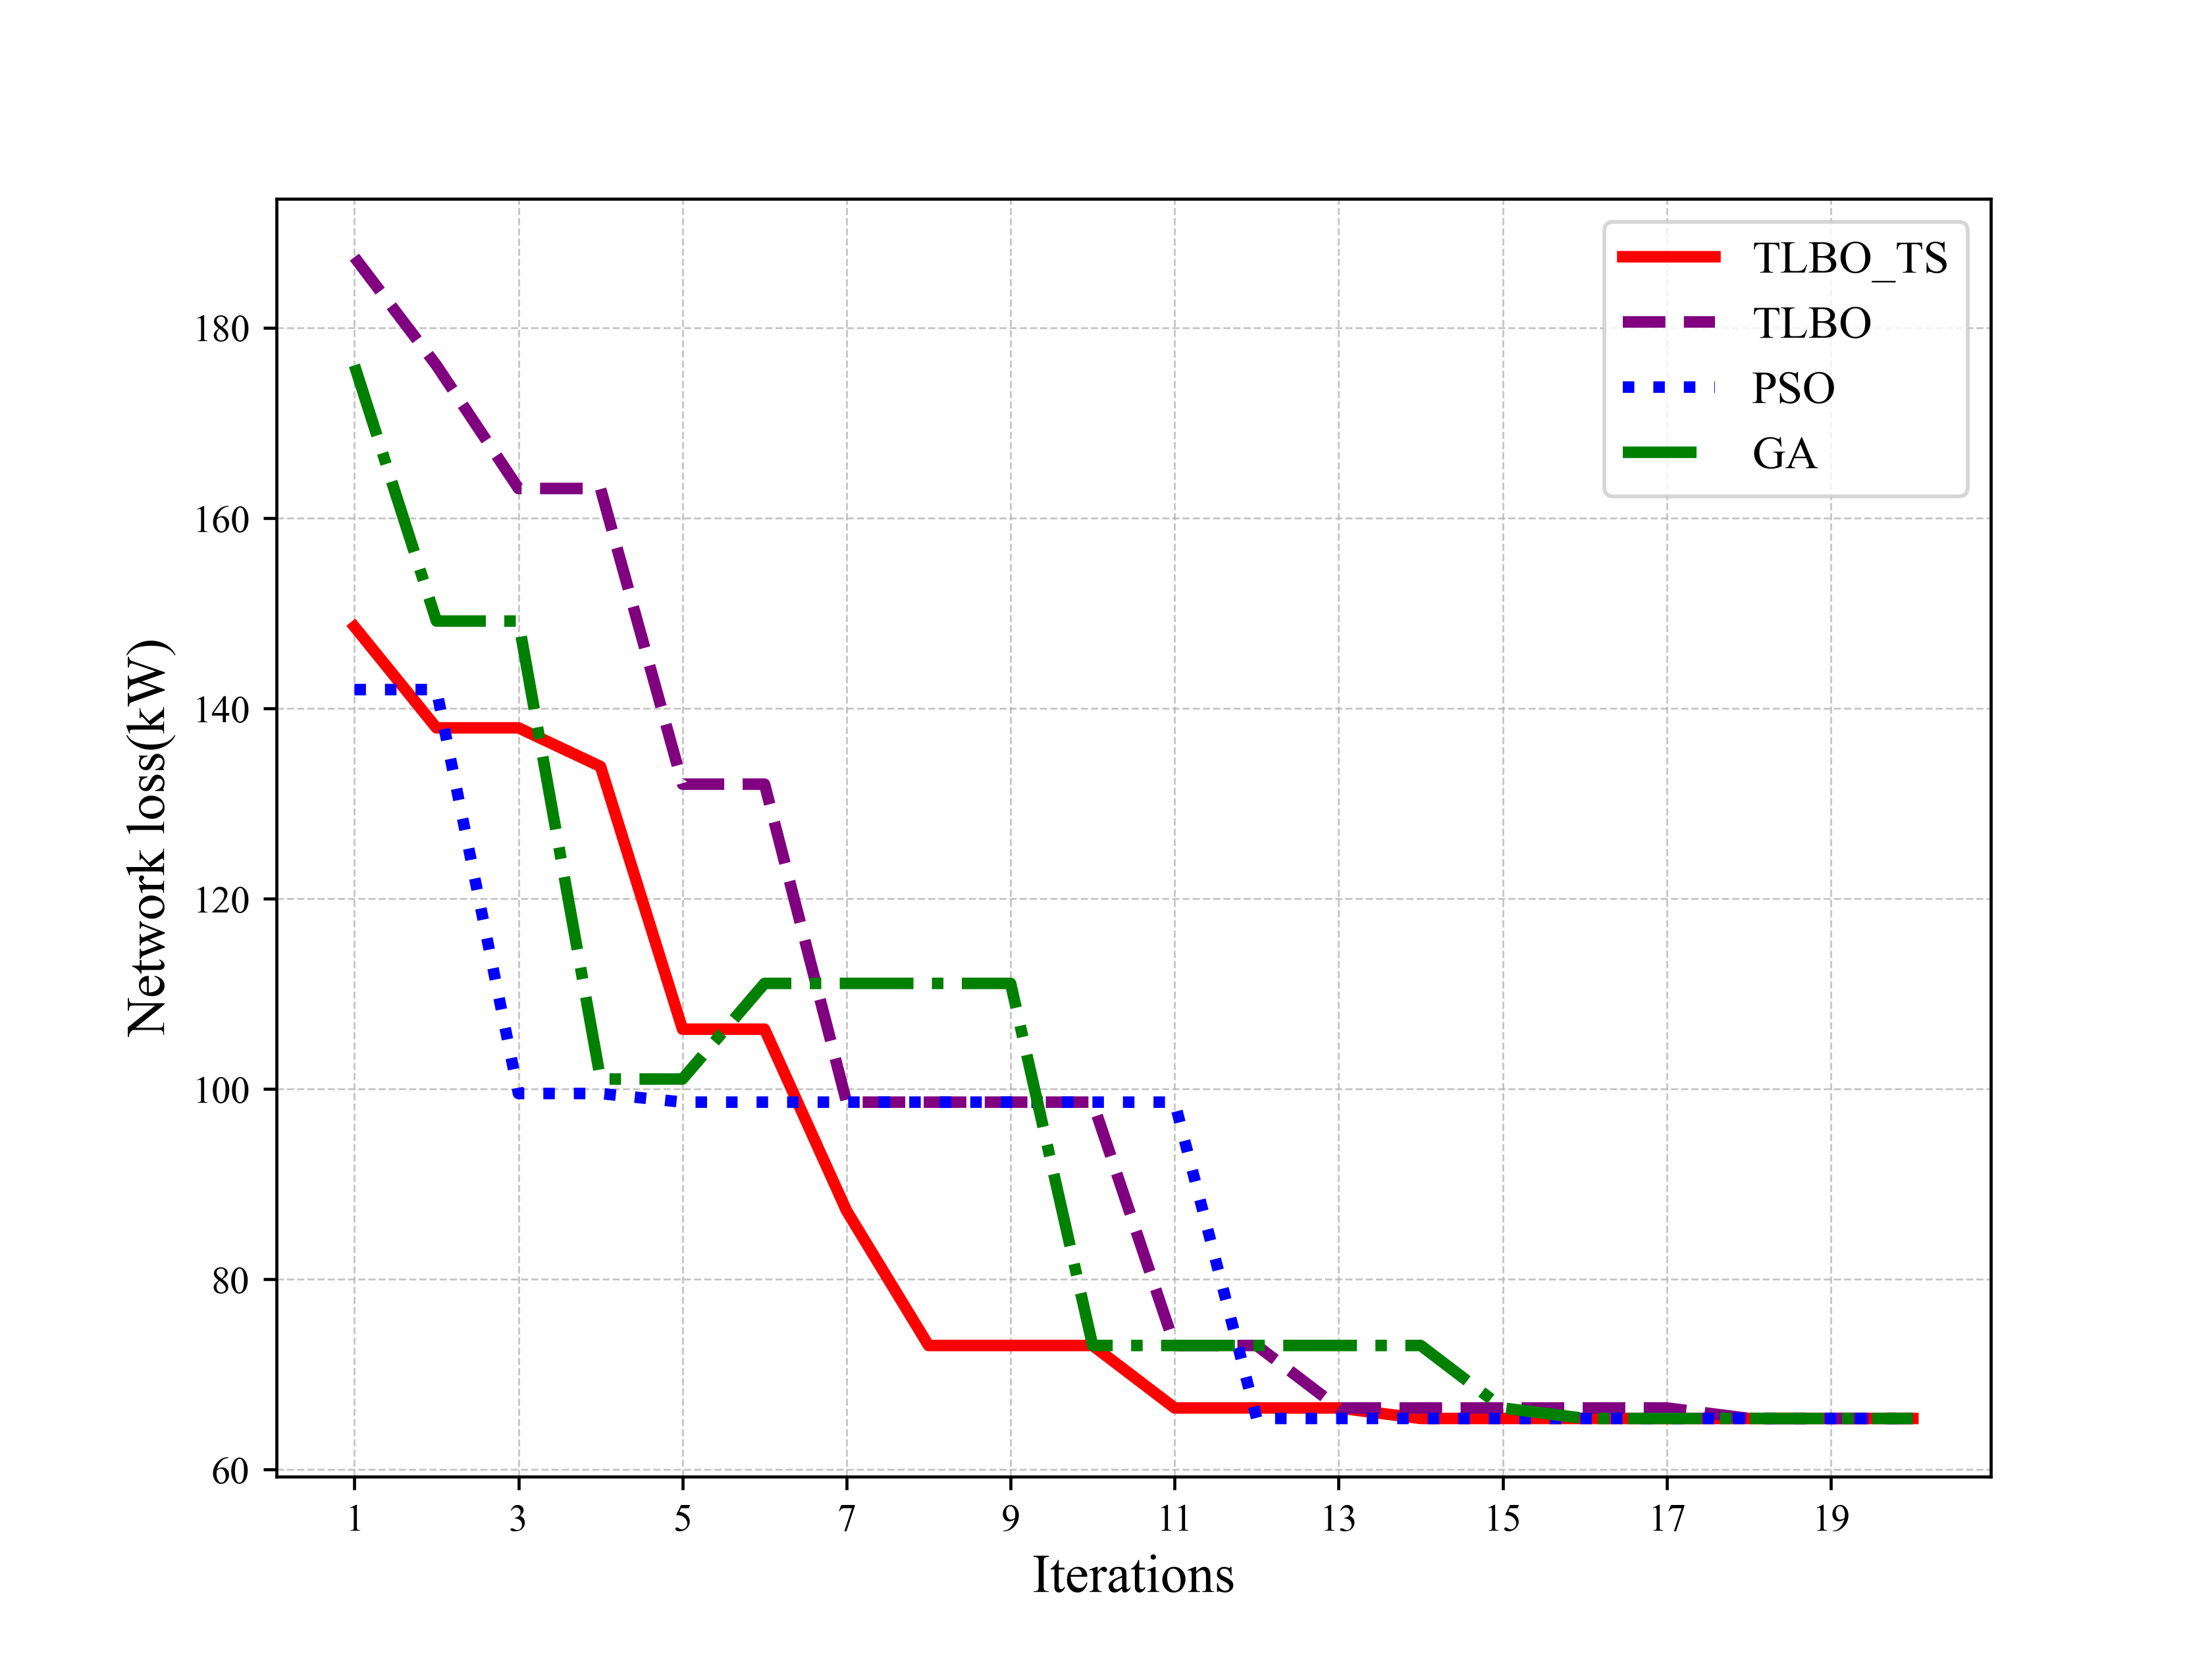 TLBO_TS
TLBO
PSO
GA
180
160
140
120
100
80
60
Network loss(kW)
1 3 5 7 9 11 13 15 17 19
Iterations